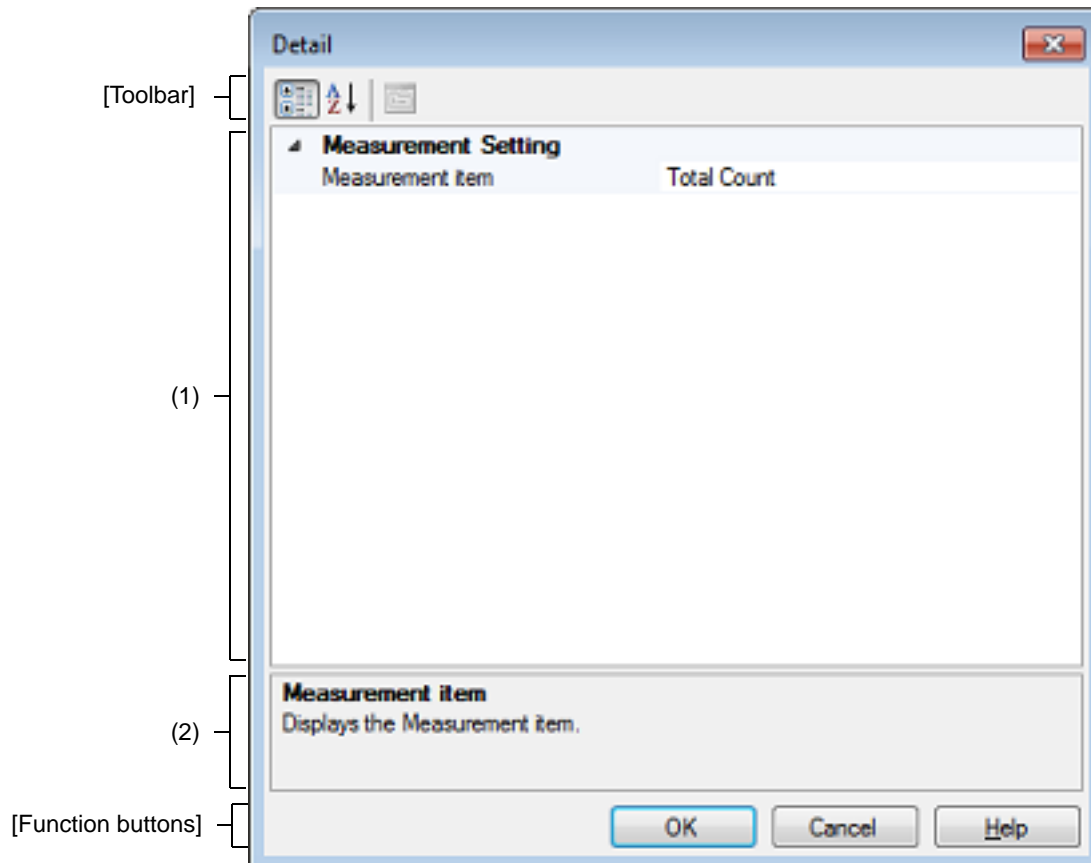 Detail
[Toolbar]
A
Z
Measurement Setting
Measurement item Total Count
(1)
Measurement item
Displays the Measurement item.
(2)
[Function buttons]
OK Cancel Help